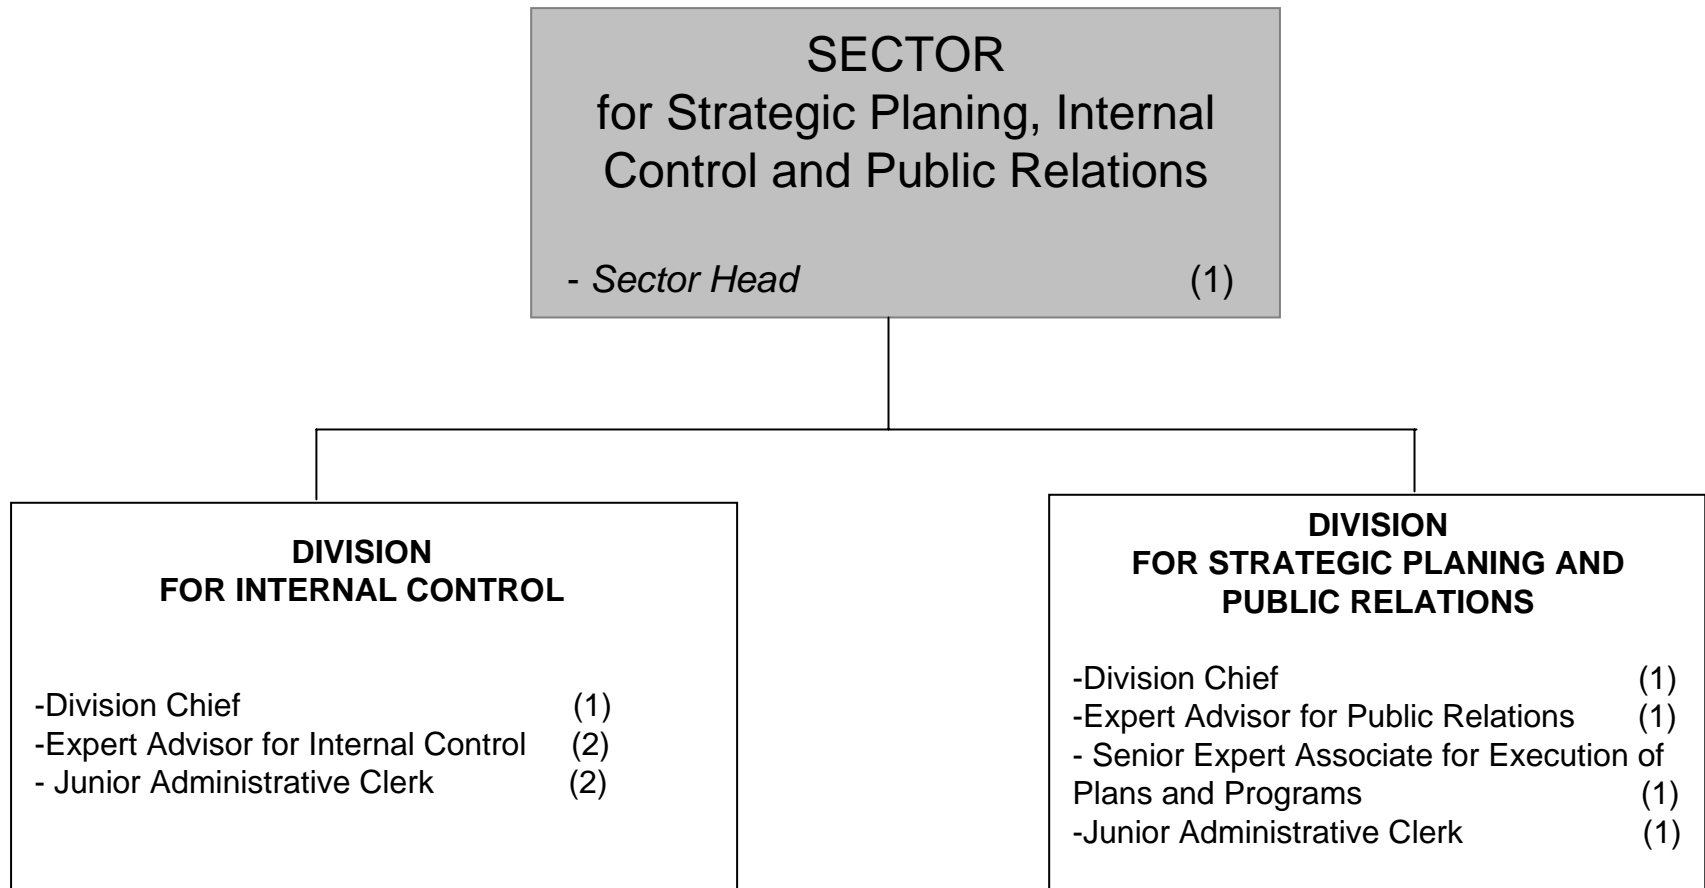 SECTOR
for Strategic Planing, Internal
Control and Public Relations
- Sector Head (1)
DIVISION
FOR INTERNAL CONTROL
-Division Chief (1)
-Expert Advisor for Internal Control (2)
- Junior Administrative Clerk (2)
DIVISION
FOR STRATEGIC PLANING AND
PUBLIC RELATIONS
-Division Chief (1)
-Expert Advisor for Public Relations (1)
- Senior Expert Associate for Execution of
Plans and Programs (1)
-Junior Administrative Clerk (1)